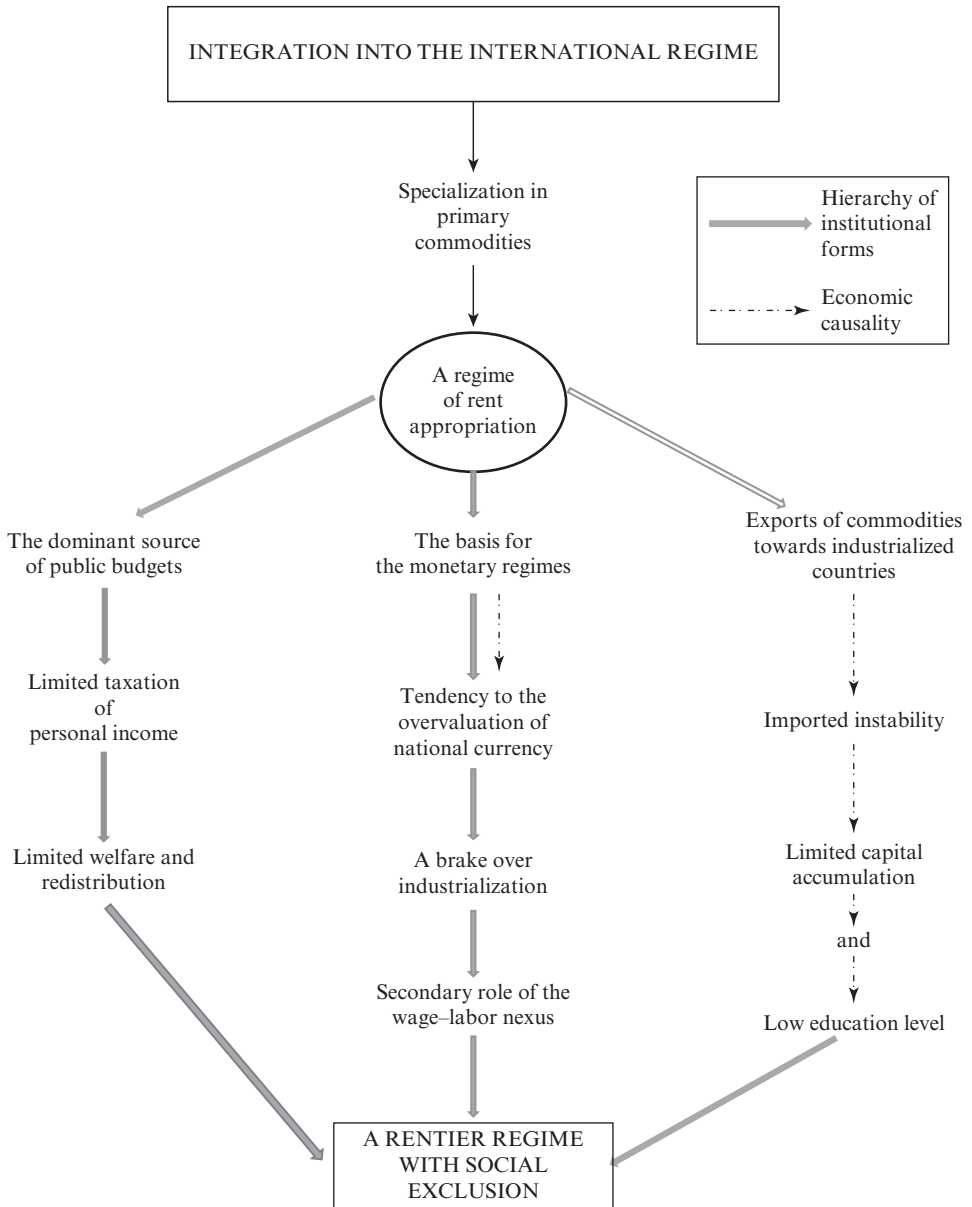 INTEGRATION INTO THE INTERNATIONAL REGIME
Specialization in
primary
commodities
Hierarchy of
institutional
forms
Economic
causality
A regime
of rent
appropriation
The dominant source
of public budgets
The basis for
the monetary regimes
Exports of commodities
towards industrialized
countries
Limited taxation
of
personal income
Tendency to the
overvaluation of
national currency
Imported instability
Limited welfare and
redistribution
A brake over
industrialization
Limited capital
accumulation
and
Secondary role of the
wage–labor nexus
Low education level
A RENTIER REGIME
WITH SOCIAL
EXCLUSION